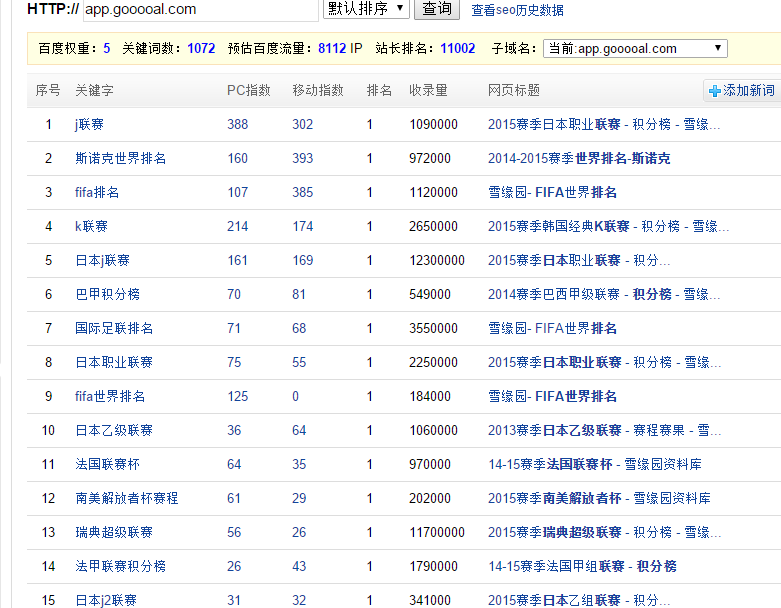 HTTP:// app.gooooal.com 默认排序 查询 查看seo历史数据
百度权重：5 关键词数：1072 预估百度流量：8112 IP 站长排名：11002 子域名： 当前:app.gooooal.com
序号 关键字 PC指数 移动指数 排名 收录量 网页标题 添加新词
1 j联赛 388 302 1 1090000 2015赛季日本职业联赛 - 积分榜 - 雪缘...
2 斯诺克世界排名 160 393 1 972000 2014-2015赛季世界排名-斯诺克
3 fifa排名 107 385 1 1120000 雪缘园- FIFA世界排名
4 k联赛 214 174 1 2650000 2015赛季韩国经典K联赛 - 积分榜 - 雪缘...
5 日本j联赛 161 169 1 12300000 2015赛季日本职业联赛 - 积分...
6 巴甲积分榜 70 81 1 549000 2014赛季巴西甲级联赛 - 积分榜 - 雪缘...
7 国际足联排名 71 68 1 3550000 雪缘园- FIFA世界排名
8 日本职业联赛 75 55 1 2250000 2015赛季日本职业联赛 - 积分榜 - 雪缘...
9 fifa世界排名 125 0 1 184000 雪缘园- FIFA世界排名
10 日本乙级联赛 36 64 1 1060000 2013赛季日本乙级联赛 - 赛程赛果 - 雪...
11 法国联赛杯 64 35 1 970000 14-15赛季法国联赛杯 - 雪缘园资料库
12 南美解放者杯赛程 61 29 1 202000 2015赛季南美解放者杯 - 雪缘园资料库
13 瑞典超级联赛 56 26 1 11700000 2015赛季瑞典超级联赛 - 积分榜 - 雪缘...
14 法甲联赛积分榜 26 43 1 1790000 14-15赛季法国甲组联赛 - 积分榜
15 日本j2联赛 31 32 1 341000 2015赛季日本乙组联赛 - 积分...